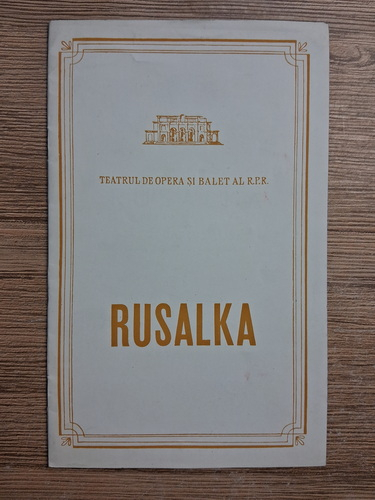 TEATRUL DE OPERA ȘI BALET AL R.P.R.
RUSALKA